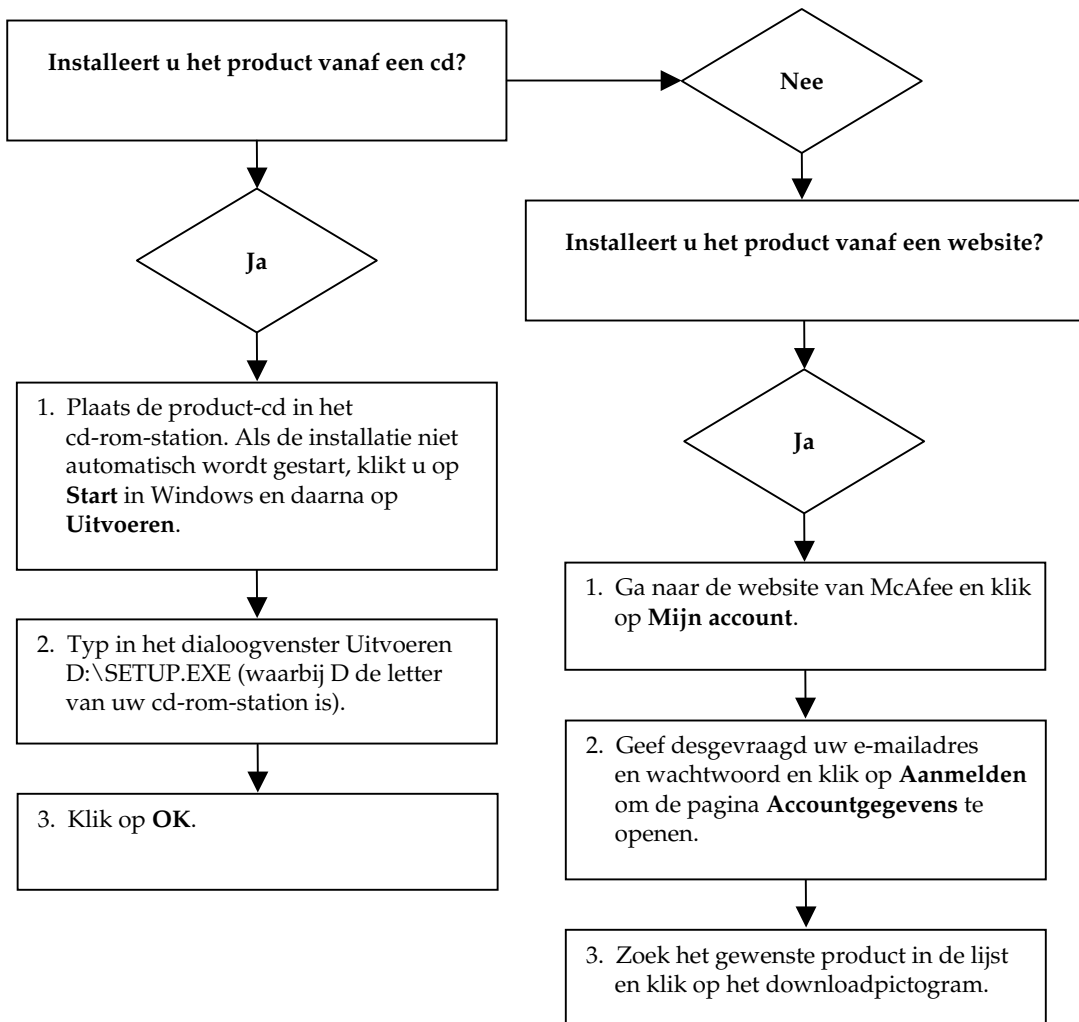 Installeert u het product vanaf een cd?
Nee
Ja
Installeert u het product vanaf een website?
1. Plaats de product-cd in het
cd-rom-station. Als de installatie niet
automatisch wordt gestart, klikt u op
Start in Windows en daarna op
Uitvoeren.
2. Typ in het dialoogvenster Uitvoeren
D:\SETUP.EXE (waarbij D de letter
van uw cd-rom-station is).
3. Klik op OK.
Ja
1. Ga naar de website van McAfee en klik
op Mijn account.
2. Geef desgevraagd uw e-mailadres
en wachtwoord en klik op Aanmelden
om de pagina Accountgegevens te
openen.
3. Zoek het gewenste product in de lijst
en klik op het downloadpictogram.